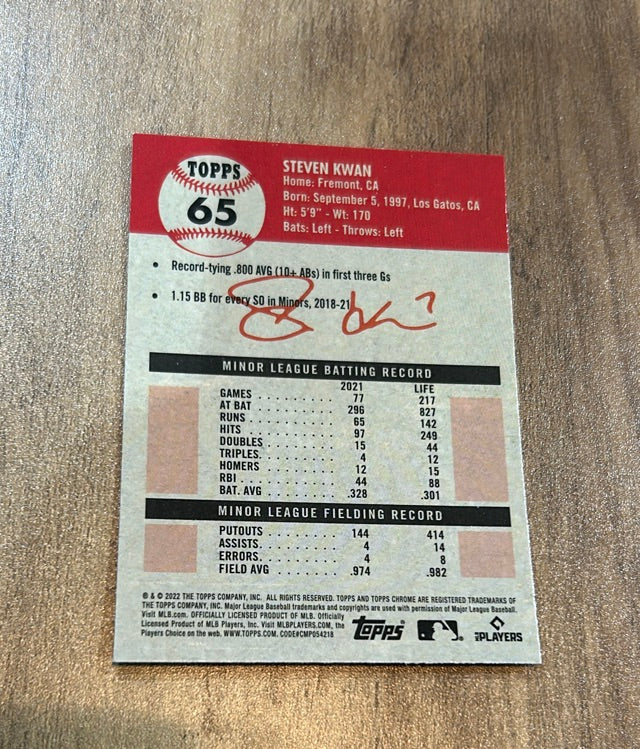 TOPPS
65
STEVEN KWAN
Home: Fremont, CA
Born: September 5, 1997, Los Gatos, CA
Ht: 5'9" - Wt: 170
Bats: Left - Throws: Left
• Record-tying .800 AVG (10+ ABs) in first three Gs
• 1.15 BB for every SO in Minors, 2018-21
MINOR LEAGUE BATTING RECORD
2021 LIFE
GAMES 77 217
AT BAT 296 827
RUNS 65 142
HITS 97 249
DOUBLES 15 44
TRIPLES 4 12
HOMERS 12 15
RBI 44 88
BAT. AVG .328 .301
MINOR LEAGUE FIELDING RECORD
PUTOUTS 144 414
ASSISTS 4 14
ERRORS 4 8
FIELD AVG .974 .982
® & © 2022 THE TOPPS COMPANY, INC. ALL RIGHTS RESERVED. TOPPS AND TOPPS CHROME ARE REGISTERED TRADEMARKS OF
THE TOPPS COMPANY, INC. Major League Baseball trademarks and copyrights are used with permission of Major League Baseball.
Visit MLB.com. OFFICIALLY LICENSED PRODUCT OF MLB. Officially
Licensed Product of MLB Players, Inc. Visit MLBPLAYERS.COM, the
Players Choice on the web. WWW.TOPPS.COM. CODE#CMP054218
Topps
PLAYERS